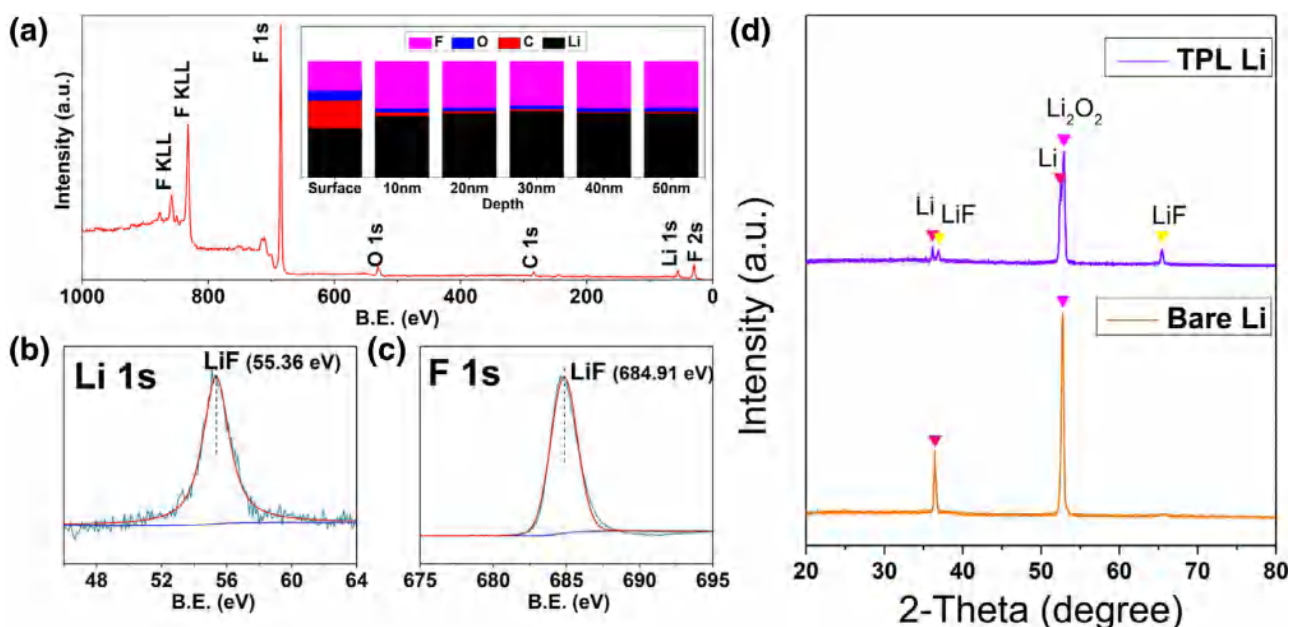 (a)
Intensity (a.u.)
F KLL
F KLL
F 1s
O 1s
C 1s
Li 1s
F 2s
F O C Li
Surface 10nm 20nm 30nm 40nm 50nm
Depth
1000 800 600 400 200 0
B.E. (eV)
(b)
Li 1s
LiF (55.36 eV)
48 52 56 60 64
B.E. (eV)
(c)
F 1s
LiF (684.91 eV)
675 680 685 690 695
B.E. (eV)
(d)
Intensity (a.u.)
TPL Li
Li₂O₂
Li
Li LiF
LiF
Bare Li
20 30 40 50 60 70 80
2-Theta (degree)